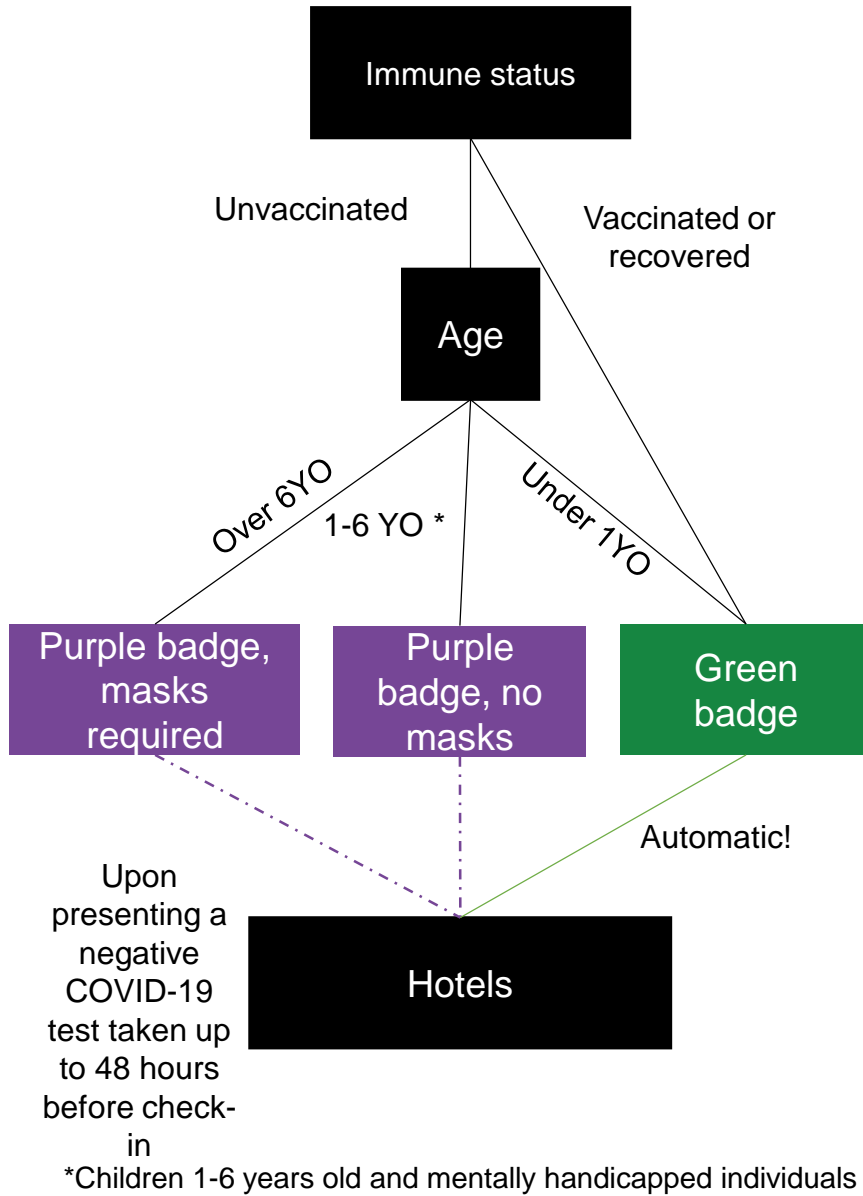 Immune status
Unvaccinated
Vaccinated or
recovered
Age
Over 6YO
1-6 YO *
Under 1YO
Purple badge,
masks
required
Purple
badge, no
masks
Green
badge
Automatic!
Upon
presenting a
negative
COVID-19
test taken up
to 48 hours
before check-
in
Hotels
*Children 1-6 years old and mentally handicapped individuals